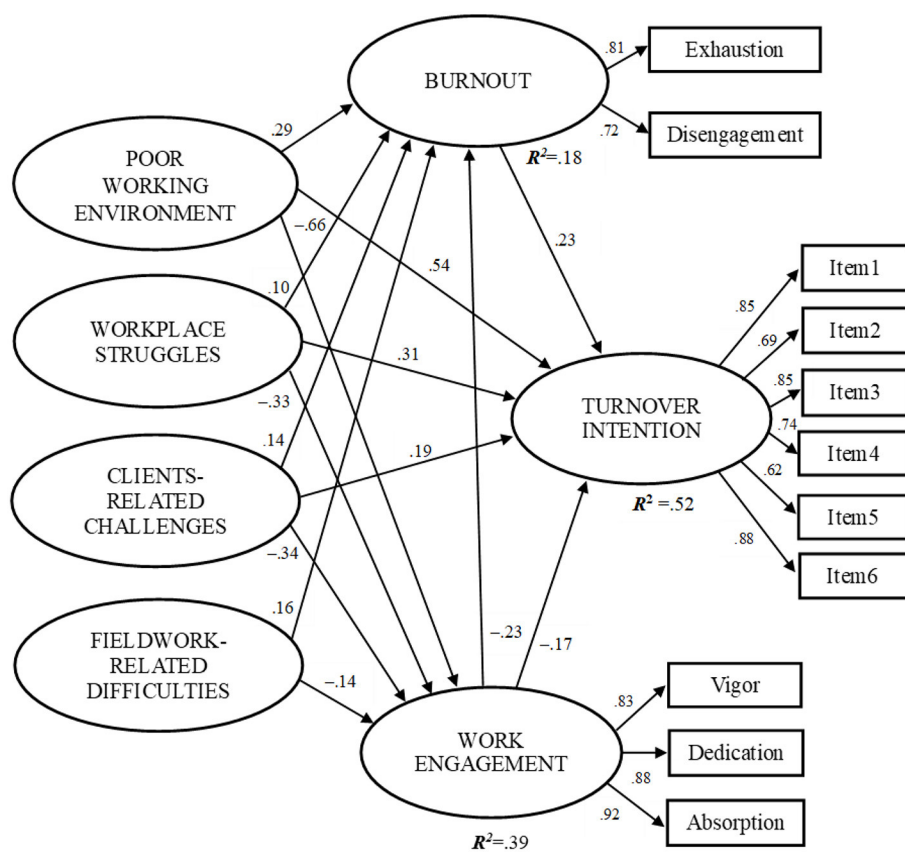 BURNOUT
.81
Exhaustion
.72
Disengagement
R²=.18
.29
POOR
WORKING
ENVIRONMENT
–.66
.54
.23
.10
WORKPLACE
STRUGGLES
.31
–.33
.14
CLIENTS-
RELATED
CHALLENGES
.19
–.34
.16
FIELDWORK-
RELATED
DIFFICULTIES
–.14
TURNOVER
INTENTION
R² =.52
.85
Item1
.69
Item2
.85
Item3
.74
Item4
.62
Item5
.88
Item6
–.23
–.17
WORK
ENGAGEMENT
R²=.39
.83
Vigor
Dedication
.88
.92
Absorption